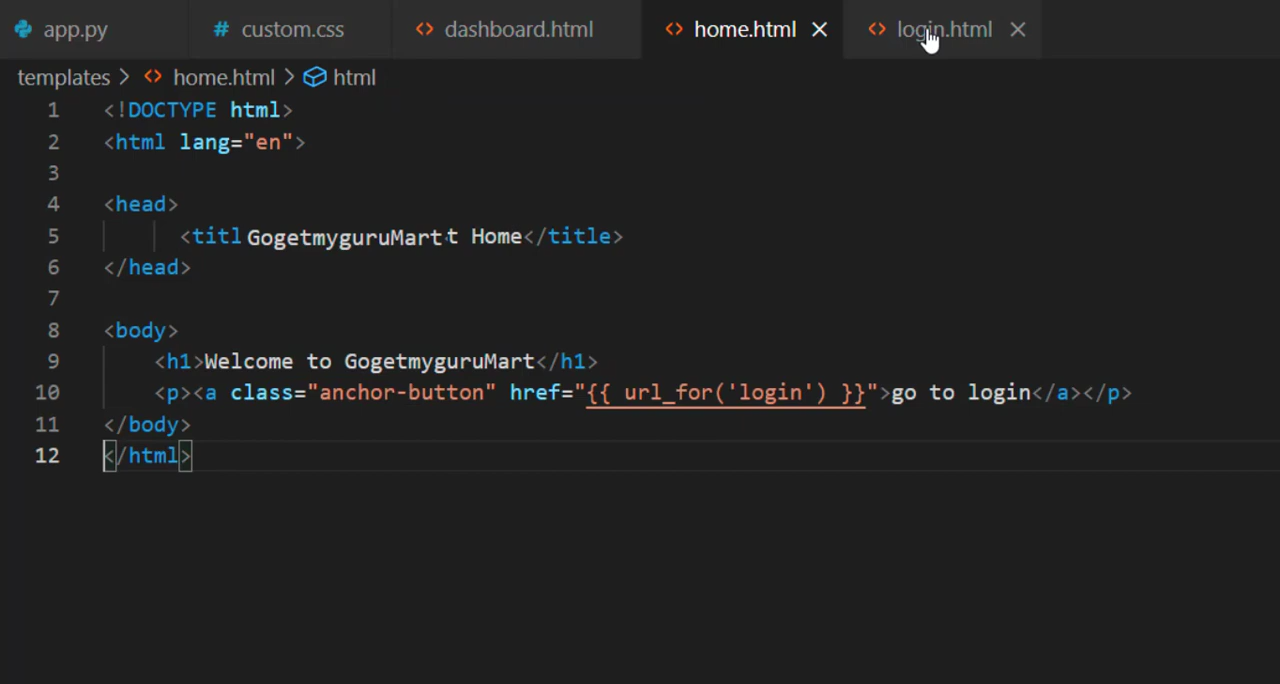 app.py # custom.css <> dashboard.html <> home.html × <> login.html ×
templates > <> home.html > html
1 <!DOCTYPE html>
2 <html lang="en">
3
4 <head>
5 <titl GogetmyguruMart t Home</title>
6 </head>
7
8 <body>
9 <h1>Welcome to GogetmyguruMart</h1>
10 <p><a class="anchor-button" href="{{ url_for('login') }}">go to login</a></p>
11 </body>
12 </html>